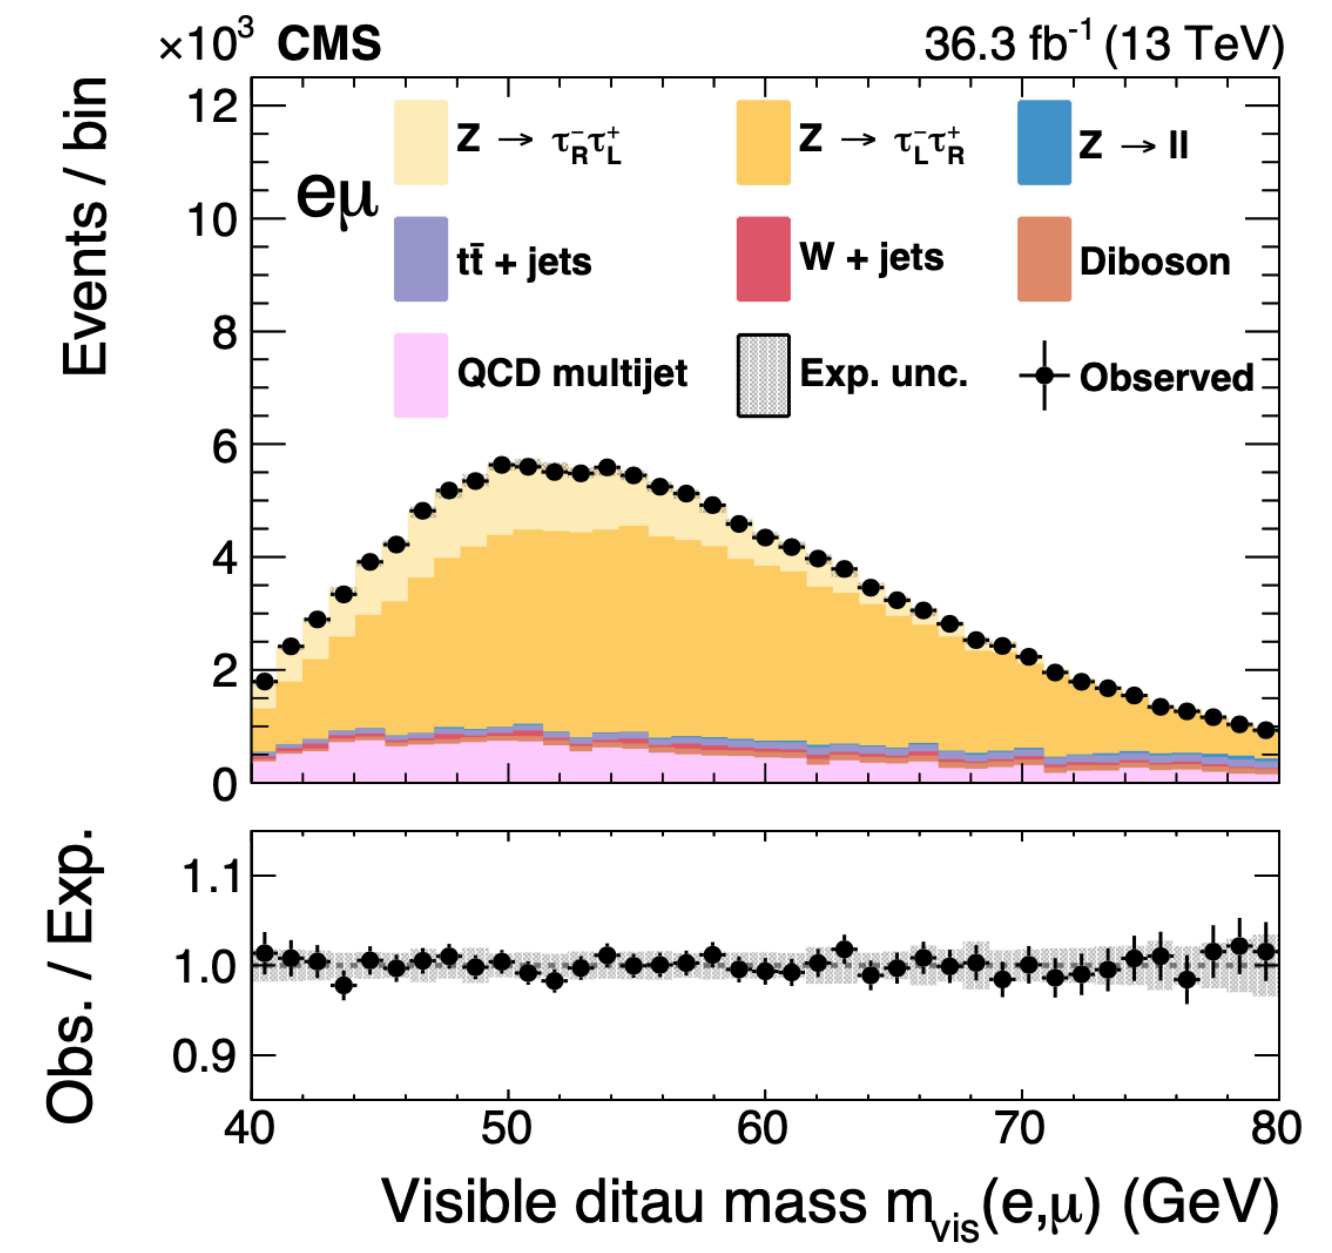 ×10³ CMS 36.3 fb⁻¹ (13 TeV)
Events / bin
12
10
8
6
4
2
0
eμ
Z → τ⁻_R τ⁺_L Z → τ⁻_L τ⁺_R Z → ll
tt̄ + jets W + jets Diboson
QCD multijet Exp. unc. Observed
Obs. / Exp.
1.1
1.0
0.9
40 50 60 70 80
Visible ditau mass m_vis(e,μ) (GeV)